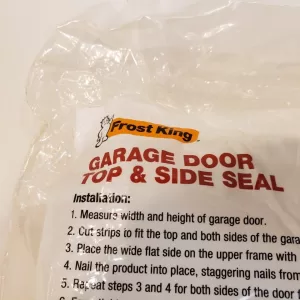 Frost King
GARAGE DOOR
TOP & SIDE SEAL
Installation:
1. Measure width and height of garage door.
2. Cut strips to fit the top and both sides of the gara
3. Place the wide flat side on the upper frame with
4. Nail the product into place, staggering nails from
5. Repeat steps 3 and 4 for both sides of the door f